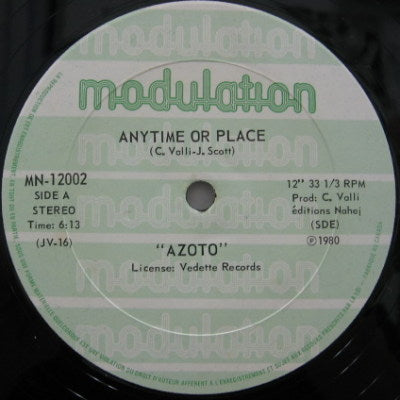 modulation
ANYTIME OR PLACE
(C. Valli-J. Scott)
MN-12002
SIDE A
STEREO
Time: 6:13
(JV-16)
12" 33 1/3 RPM
Prod: C. Valli
éditions Nahej
(SDE)
℗ 1980
"AZOTO"
License: Vedette Records
modulation